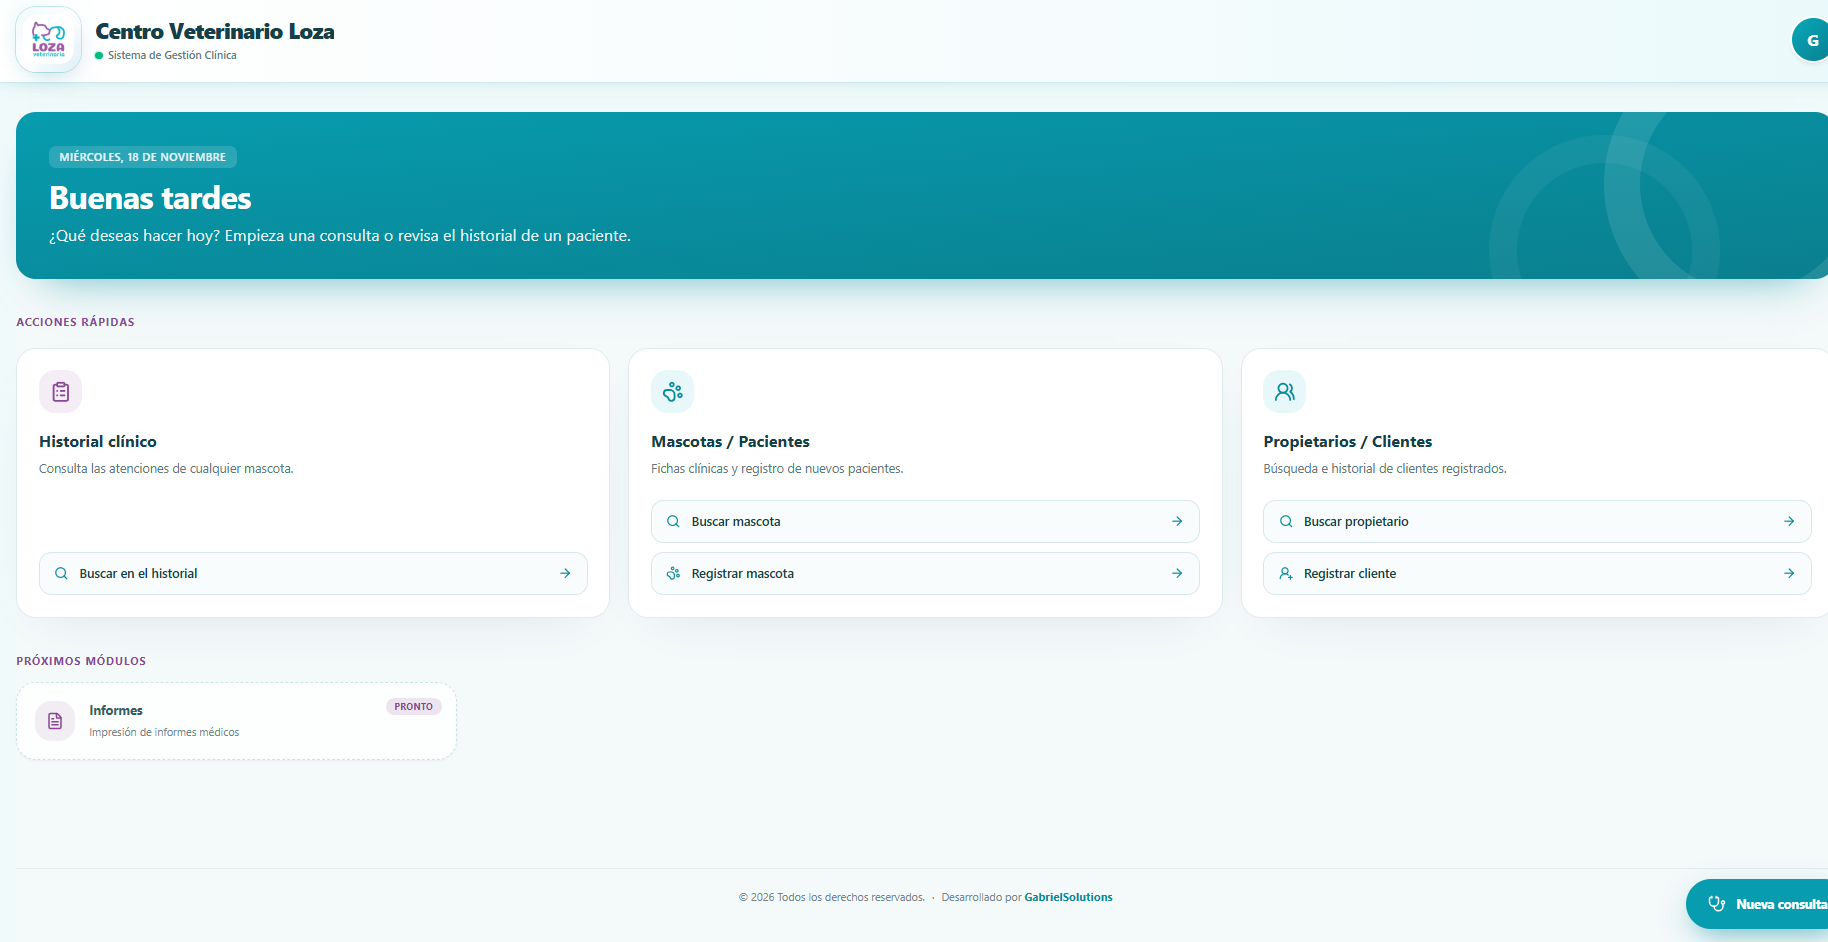 LOZA
veterinaria
Centro Veterinario Loza
Sistema de Gestión Clínica
G
MIÉRCOLES, 18 DE NOVIEMBRE
Buenas tardes
¿Qué deseas hacer hoy? Empieza una consulta o revisa el historial de un paciente.
ACCIONES RÁPIDAS
Historial clínico
Consulta las atenciones de cualquier mascota.
Buscar en el historial
Mascotas / Pacientes
Fichas clínicas y registro de nuevos pacientes.
Buscar mascota
Registrar mascota
Propietarios / Clientes
Búsqueda e historial de clientes registrados.
Buscar propietario
Registrar cliente
PRÓXIMOS MÓDULOS
Informes
PRONTO
Impresión de informes médicos
© 2026 Todos los derechos reservados. · Desarrollado por GabrielSolutions
Nueva consulta